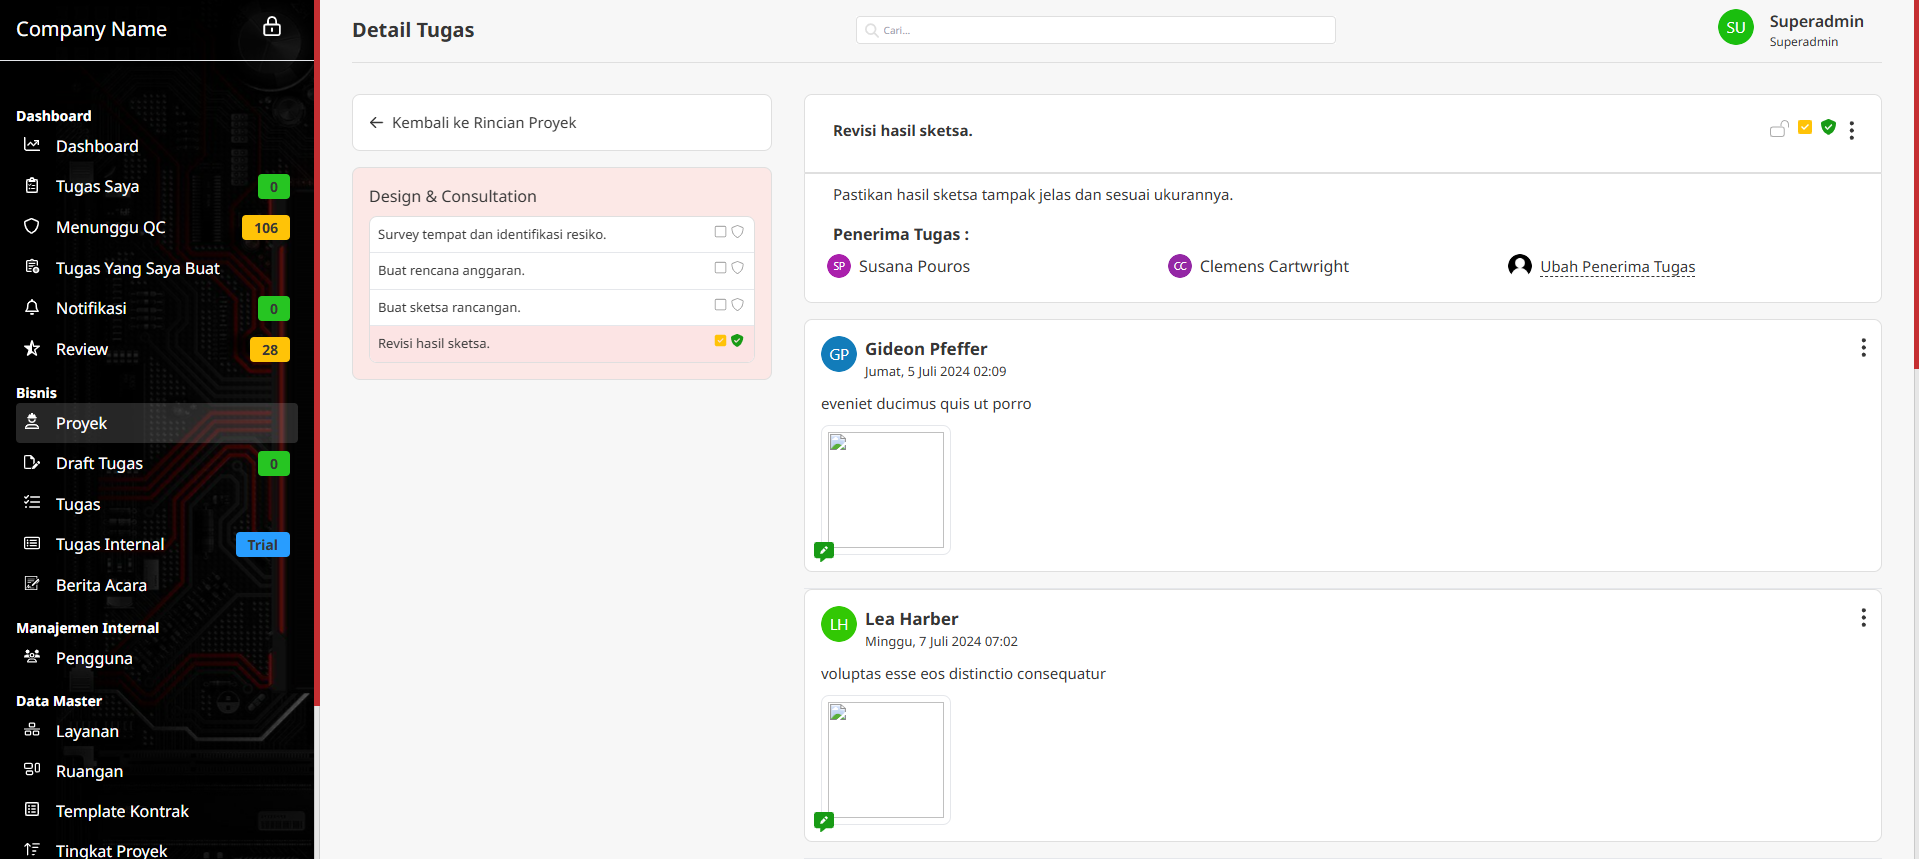 Company Name
Dashboard
Dashboard
Tugas Saya 0
Menunggu QC 106
Tugas Yang Saya Buat
Notifikasi 0
Review 28
Bisnis
Proyek
Draft Tugas 0
Tugas
Tugas Internal Trial
Berita Acara
Manajemen Internal
Pengguna
Data Master
Layanan
Ruangan
Template Kontrak
Tingkat Proyek
Detail Tugas
Cari...
SU
Superadmin
Superadmin
Kembali ke Rincian Proyek
Design & Consultation
Survey tempat dan identifikasi resiko.
Buat rencana anggaran.
Buat sketsa rancangan.
Revisi hasil sketsa.
Revisi hasil sketsa.
Pastikan hasil sketsa tampak jelas dan sesuai ukurannya.
Penerima Tugas :
SP Susana Pouros
CC Clemens Cartwright
Ubah Penerima Tugas
GP
Gideon Pfeffer
Jumat, 5 Juli 2024 02:09
eveniet ducimus quis ut porro
LH
Lea Harber
Minggu, 7 Juli 2024 07:02
voluptas esse eos distinctio consequatur